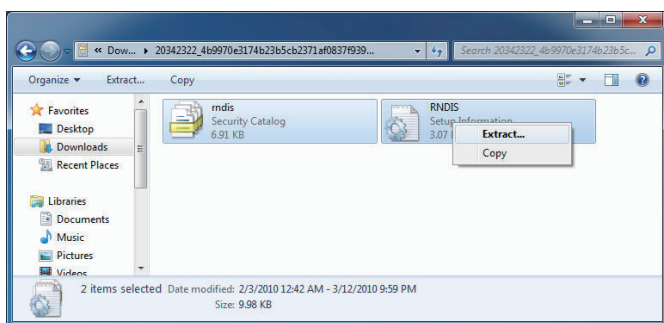 « Dow... ▸ 20342322_4b9970e3174b23b5cb2371af0837f939...
Search 20342322_4b9970e3174b23b5c...
Organize ▼ Extract... Copy
Favorites
Desktop
Downloads
Recent Places
Libraries
Documents
Music
Pictures
Videos
rndis
Security Catalog
6.91 KB
RNDIS
Setup Information
3.07
Extract...
Copy
2 items selected Date modified: 2/3/2010 12:42 AM - 3/12/2010 9:59 PM
Size: 9.98 KB